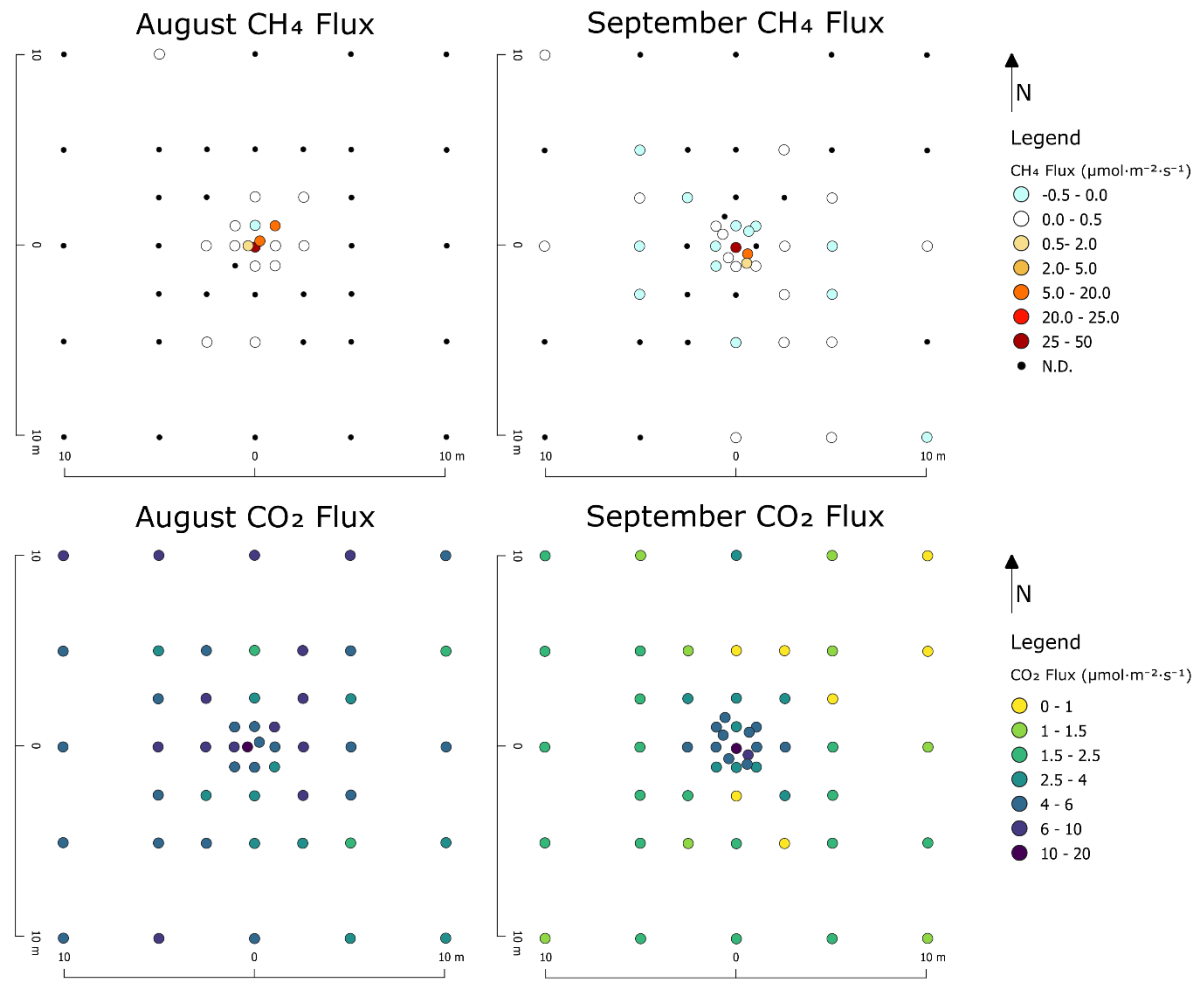 August CH₄ Flux
September CH₄ Flux
10
0
10 m
10
0
10 m
10
0
10 m
10
0
10 m
N
Legend
CH₄ Flux (μmol·m⁻²·s⁻¹)
-0.5 - 0.0
0.0 - 0.5
0.5- 2.0
2.0- 5.0
5.0 - 20.0
20.0 - 25.0
25 - 50
N.D.
August CO₂ Flux
September CO₂ Flux
10
0
10 m
10
0
10 m
10
0
10 m
10
0
10 m
N
Legend
CO₂ Flux (μmol·m⁻²·s⁻¹)
0 - 1
1 - 1.5
1.5 - 2.5
2.5 - 4
4 - 6
6 - 10
10 - 20